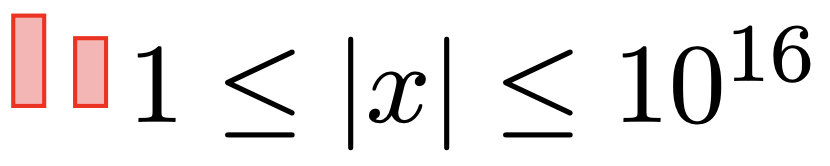 1 ≤ |x| ≤ 10^16